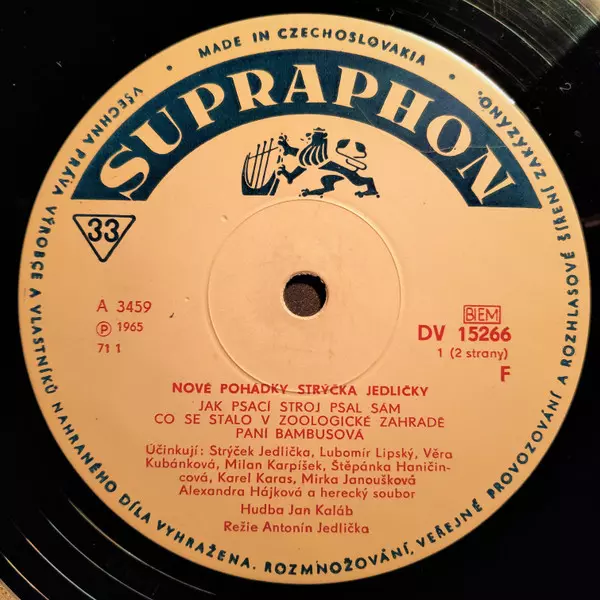 MADE IN CZECHOSLOVAKIA
SUPRAPHON
33
A 3459
Ⓟ 1965
71 1
BIEM
DV 15266
1 (2 strany)
F
NOVÉ POHÁDKY STRÝČKA JEDLIČKY
JAK PSACÍ STROJ PSAL SÁM
CO SE STALO V ZOOLOGICKÉ ZAHRADĚ
PANÍ BAMBUSOVÁ
Účinkují: Strýček Jedlička, Lubomír Lipský, Věra
Kubánková, Milan Karpíšek, Štěpánka Haničin-
cová, Karel Karas, Mirka Janoušková
Alexandra Hájková a herecký soubor
Hudba Jan Kaláb
Režie Antonín Jedlička
VŠECHNA PRÁVA VÝROBCE A VLASTNÍKŮ NAHRANÉHO DÍLA VYHRAŽENA. ROZMNOŽOVÁNÍ, VEŘEJNÉ PROVOZOVÁNÍ A ROZHLASOVÉ ŠÍŘENÍ ZAKÁZÁNO.